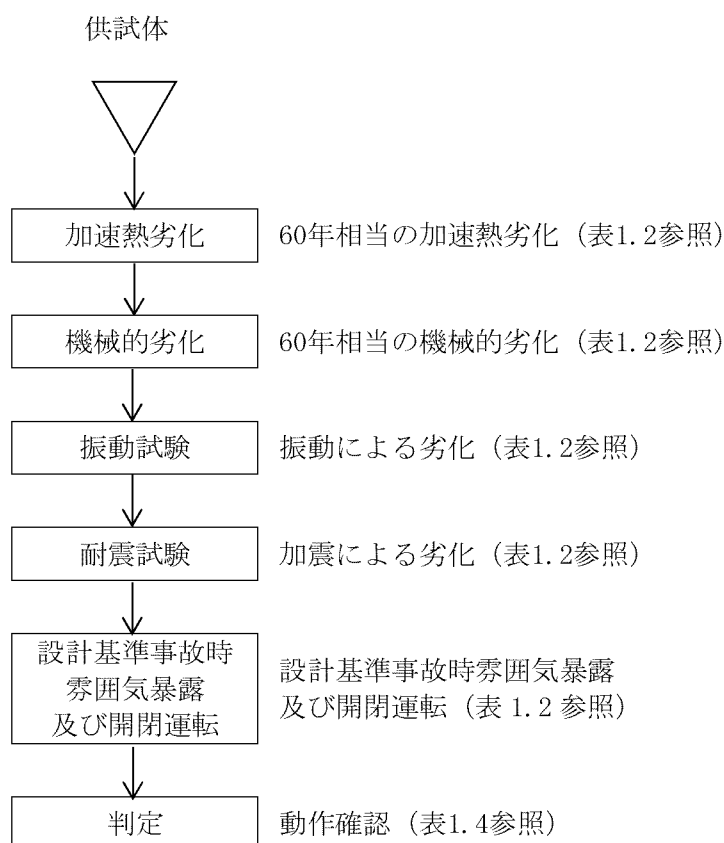 供試体
加速熱劣化
60年相当の加速熱劣化（表1.2参照）
機械的劣化
60年相当の機械的劣化（表1.2参照）
振動試験
振動による劣化（表1.2参照）
耐震試験
加震による劣化（表1.2参照）
設計基準事故時
雰囲気暴露
及び開閉運転
設計基準事故時雰囲気暴露
及び開閉運転（表 1.2 参照）
判定
動作確認（表1.4参照）